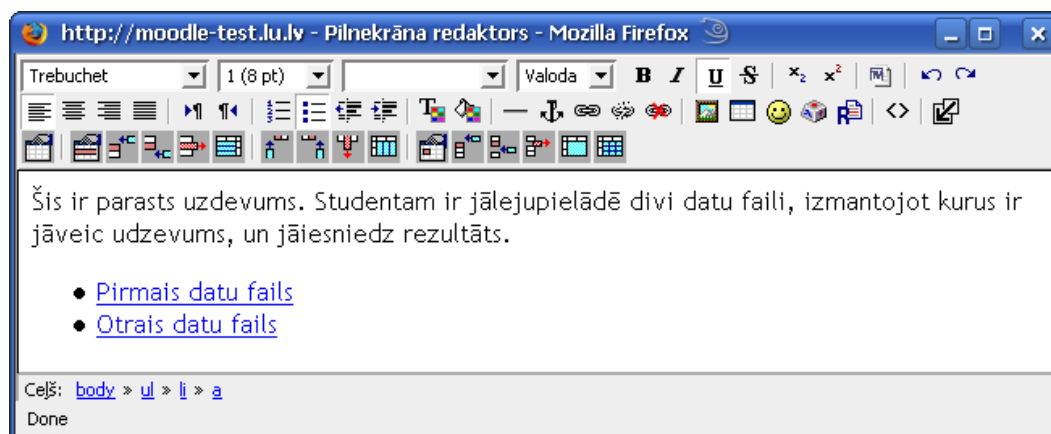 http://moodle-test.lu.lv - Pilnekrāna redaktors - Mozilla Firefox
Trebuchet 1 (8 pt) Valoda B I U S x₂ x²
Šis ir parasts uzdevums. Studentam ir jālejupielādē divi datu faili, izmantojot kurus ir
jāveic udzevums, un jāiesniedz rezultāts.
• Pirmais datu fails
• Otrais datu fails
Ceļš: body » ul » li » a
Done